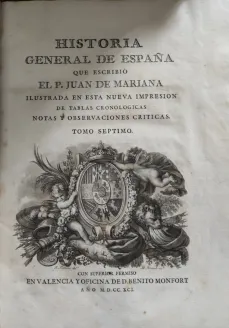 HISTORIA
GENERAL DE ESPAÑA
QUE ESCRIBIO
EL P. JUAN DE MARIANA
ILUSTRADA EN ESTA NUEVA IMPRESION
DE TABLAS CRONOLOGICAS
NOTAS Y OBSERVACIONES CRITICAS.
TOMO SEPTIMO.
CON SUPERIOR PERMISO
EN VALENCIA Y OFICINA DE D. BENITO MONFORT
AÑO M.DCC.XCI.